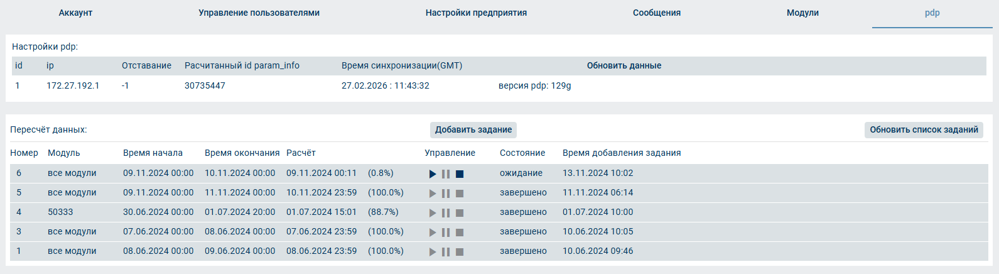 Аккаунт Управление пользователями Настройки предприятия Сообщения Модули pdp
Настройки pdp:
id ip Отставание Расчитанный id param_info Время синхронизации(GMT) Обновить данные
1 172.27.192.1 -1 30735447 27.02.2026 : 11:43:32 версия pdp: 129g
Пересчёт данных: Добавить задание Обновить список заданий
Номер Модуль Время начала Время окончания Расчёт Управление Состояние Время добавления задания
6 все модули 09.11.2024 00:00 10.11.2024 00:00 09.11.2024 00:11 (0.8%) ожидание 13.11.2024 10:02
5 все модули 09.11.2024 00:00 11.11.2024 00:00 10.11.2024 23:59 (100.0%) завершено 11.11.2024 06:14
4 50333 30.06.2024 00:00 01.07.2024 20:00 01.07.2024 15:01 (88.7%) завершено 01.07.2024 10:00
3 все модули 07.06.2024 00:00 08.06.2024 00:00 07.06.2024 23:59 (100.0%) завершено 10.06.2024 10:05
1 все модули 08.06.2024 00:00 09.06.2024 00:00 08.06.2024 23:59 (100.0%) завершено 10.06.2024 09:46